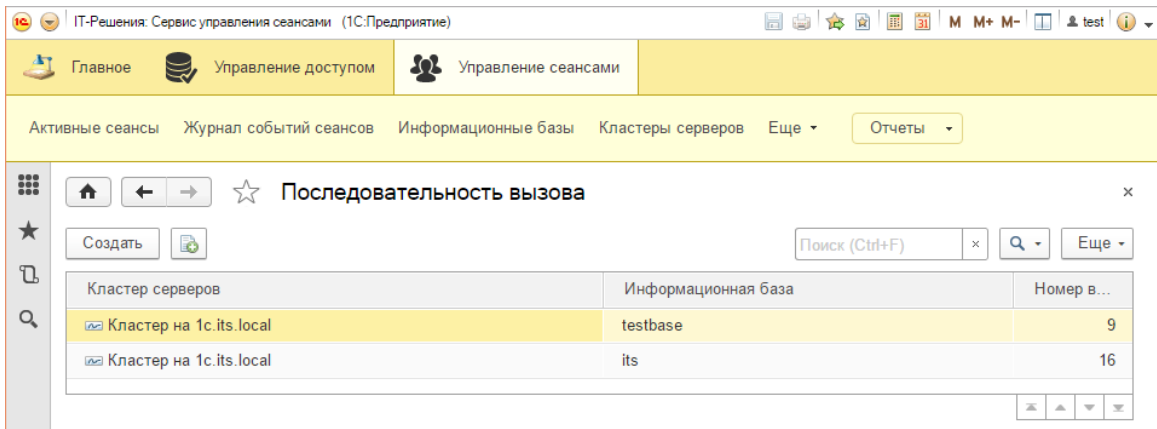 1С IT-Решения: Сервис управления сеансами (1С:Предприятие) 31 M M+ M- test i
Главное Управление доступом Управление сеансами
Активные сеансы Журнал событий сеансов Информационные базы Кластеры серверов Еще Отчеты
Последовательность вызова ×
Создать Поиск (Ctrl+F) × Еще
Кластер серверов Информационная база Номер в...
Кластер на 1c.its.local testbase 9
Кластер на 1c.its.local its 16